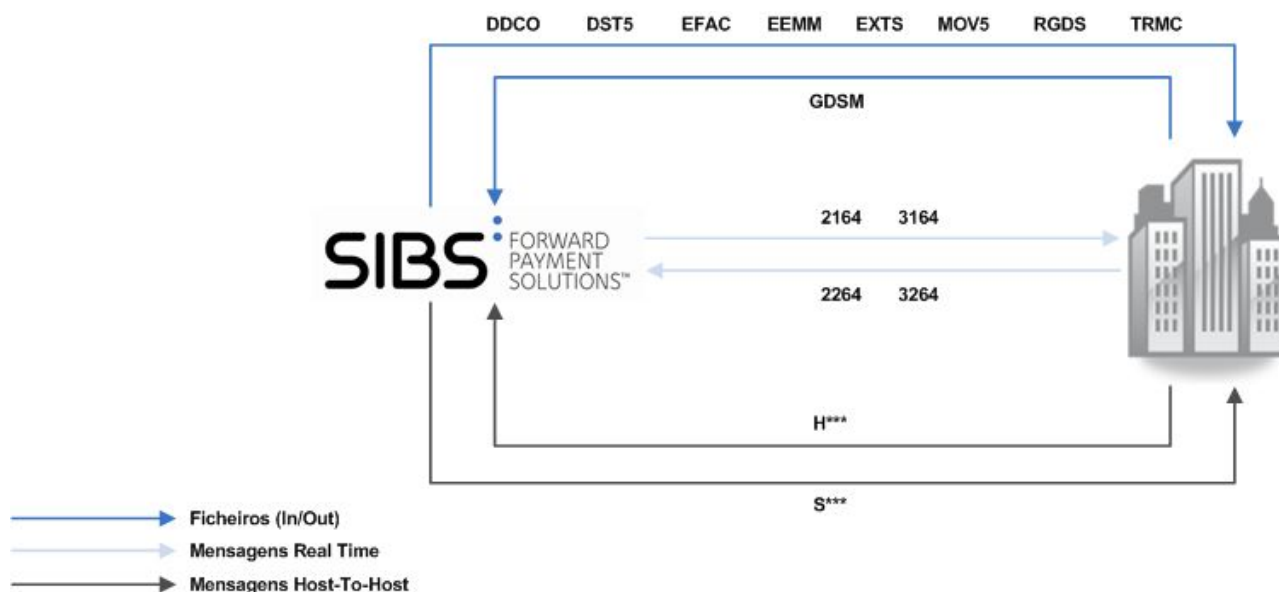 DDCO DST5 EFAC EEMM EXTS MOV5 RGDS TRMC
GDSM
2164 3164
SIBS FORWARD
PAYMENT
SOLUTIONS™
2264 3264
H***
S***
Ficheiros (In/Out)
Mensagens Real Time
Mensagens Host-To-Host